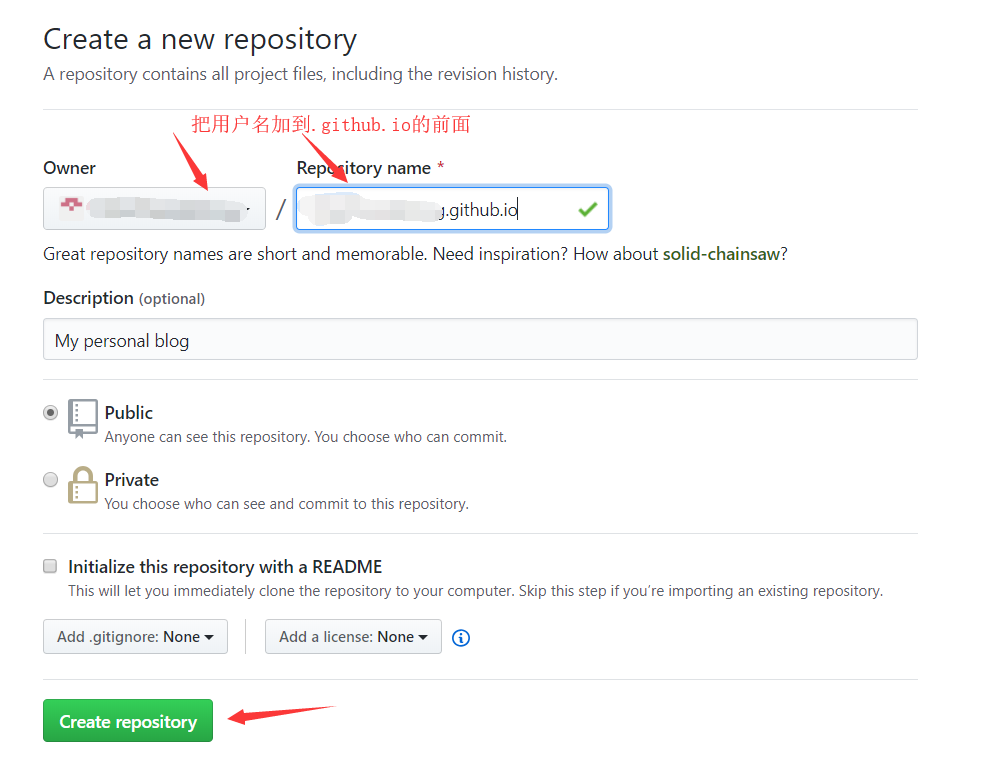 Create a new repository
A repository contains all project files, including the revision history.
把用户名加到.github.io的前面
Owner
Repository name *
/
.github.io
Great repository names are short and memorable. Need inspiration? How about solid-chainsaw?
Description (optional)
My personal blog
Public
Anyone can see this repository. You choose who can commit.
Private
You choose who can see and commit to this repository.
Initialize this repository with a README
This will let you immediately clone the repository to your computer. Skip this step if you’re importing an existing repository.
Add .gitignore: None
Add a license: None
Create repository